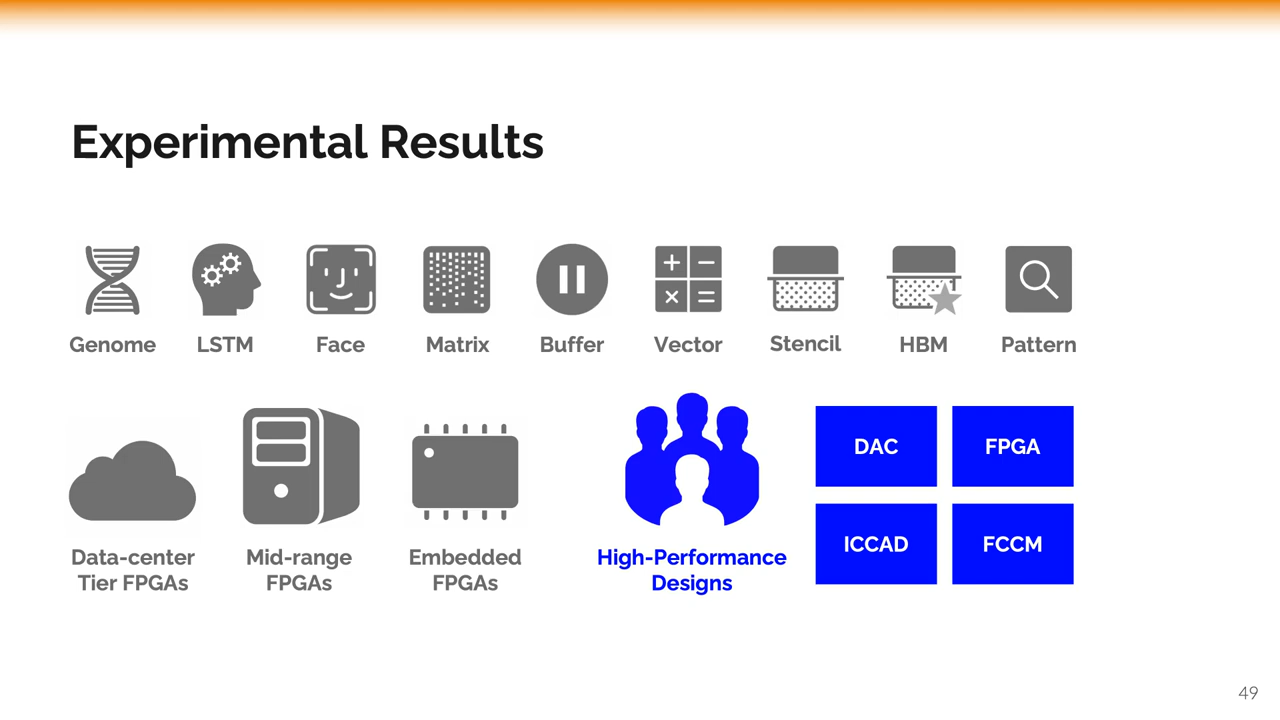 Experimental Results
Genome
LSTM
Face
Matrix
Buffer
Vector
Stencil
HBM
Pattern
Data-center
Tier FPGAs
Mid-range
FPGAs
Embedded
FPGAs
High-Performance
Designs
DAC
FPGA
ICCAD
FCCM
49